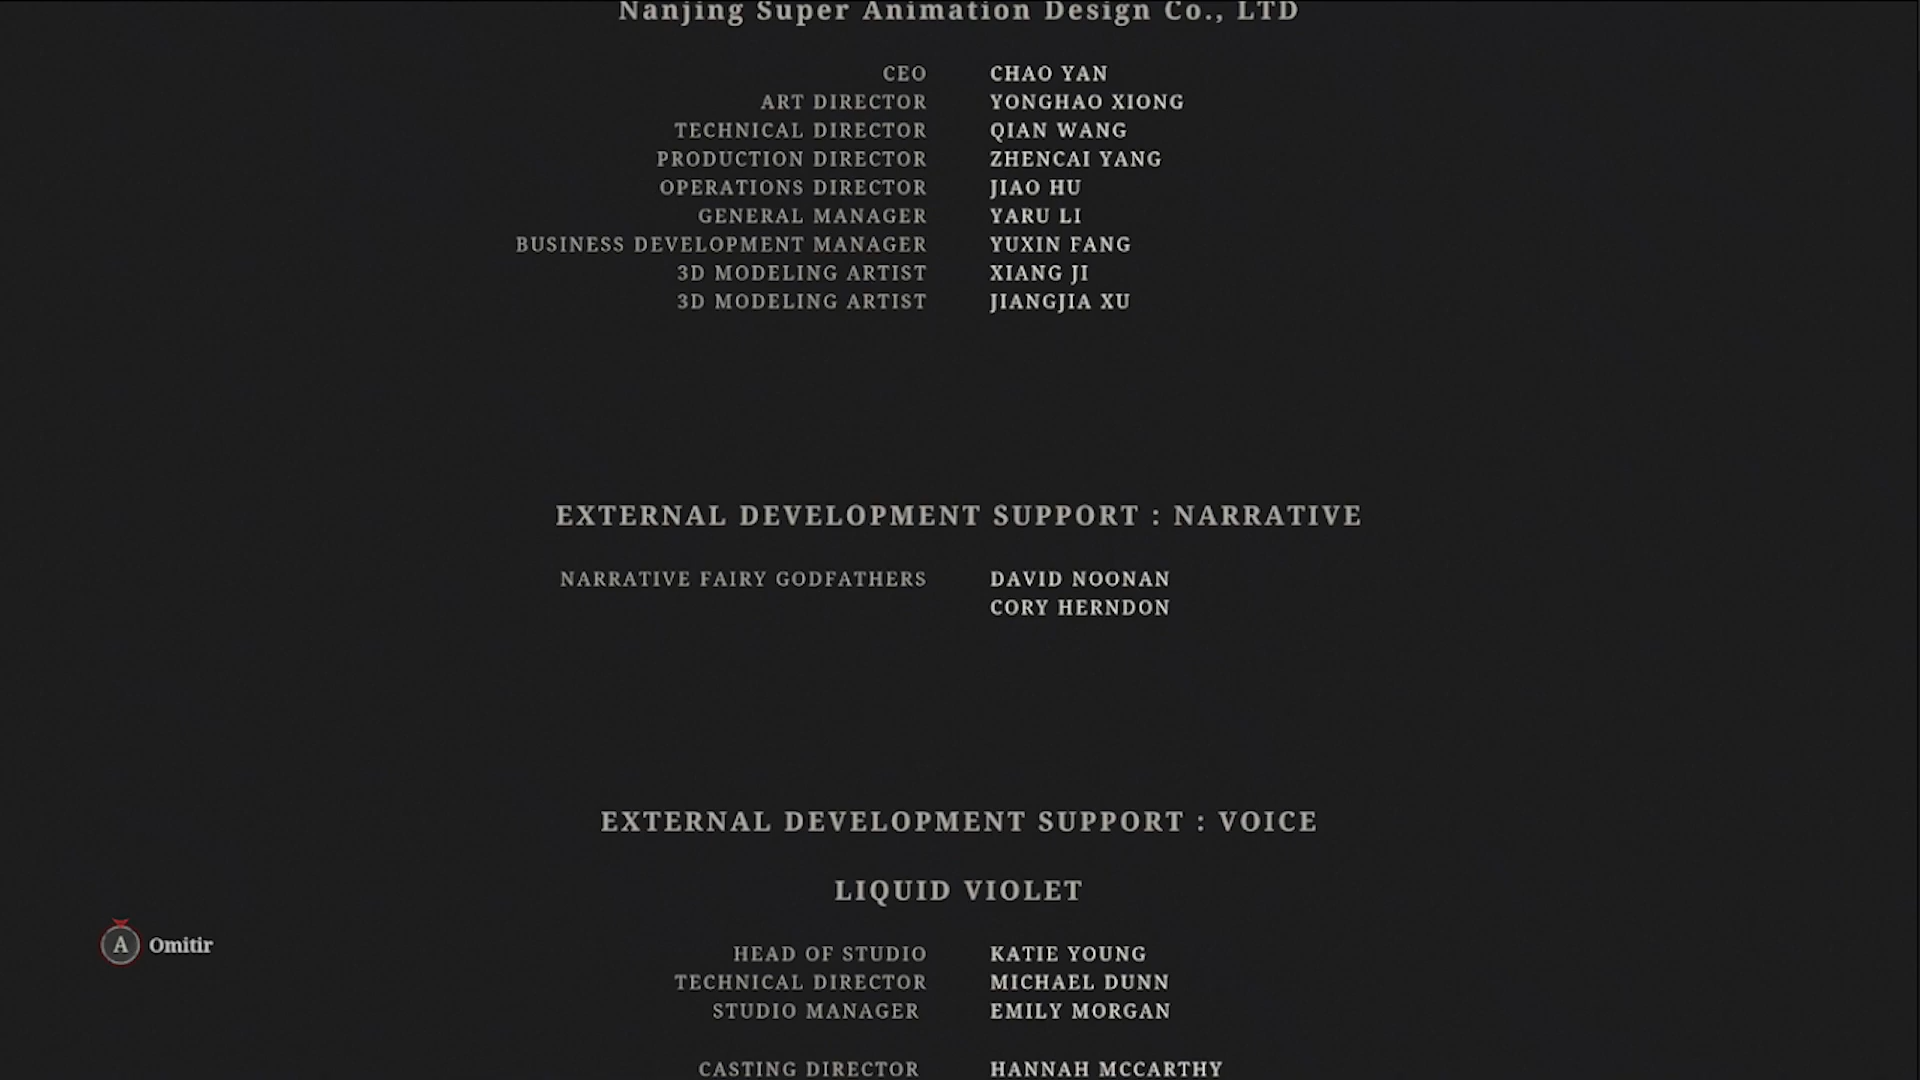 Nanjing Super Animation Design Co., LTD
CEO CHAO YAN
ART DIRECTOR YONGHAO XIONG
TECHNICAL DIRECTOR QIAN WANG
PRODUCTION DIRECTOR ZHENCAI YANG
OPERATIONS DIRECTOR JIAO HU
GENERAL MANAGER YARU LI
BUSINESS DEVELOPMENT MANAGER YUXIN FANG
3D MODELING ARTIST XIANG JI
3D MODELING ARTIST JIANGJIA XU
EXTERNAL DEVELOPMENT SUPPORT : NARRATIVE
NARRATIVE FAIRY GODFATHERS DAVID NOONAN
CORY HERNDON
EXTERNAL DEVELOPMENT SUPPORT : VOICE
LIQUID VIOLET
A Omitir
HEAD OF STUDIO KATIE YOUNG
TECHNICAL DIRECTOR MICHAEL DUNN
STUDIO MANAGER EMILY MORGAN
CASTING DIRECTOR HANNAH MCCARTHY